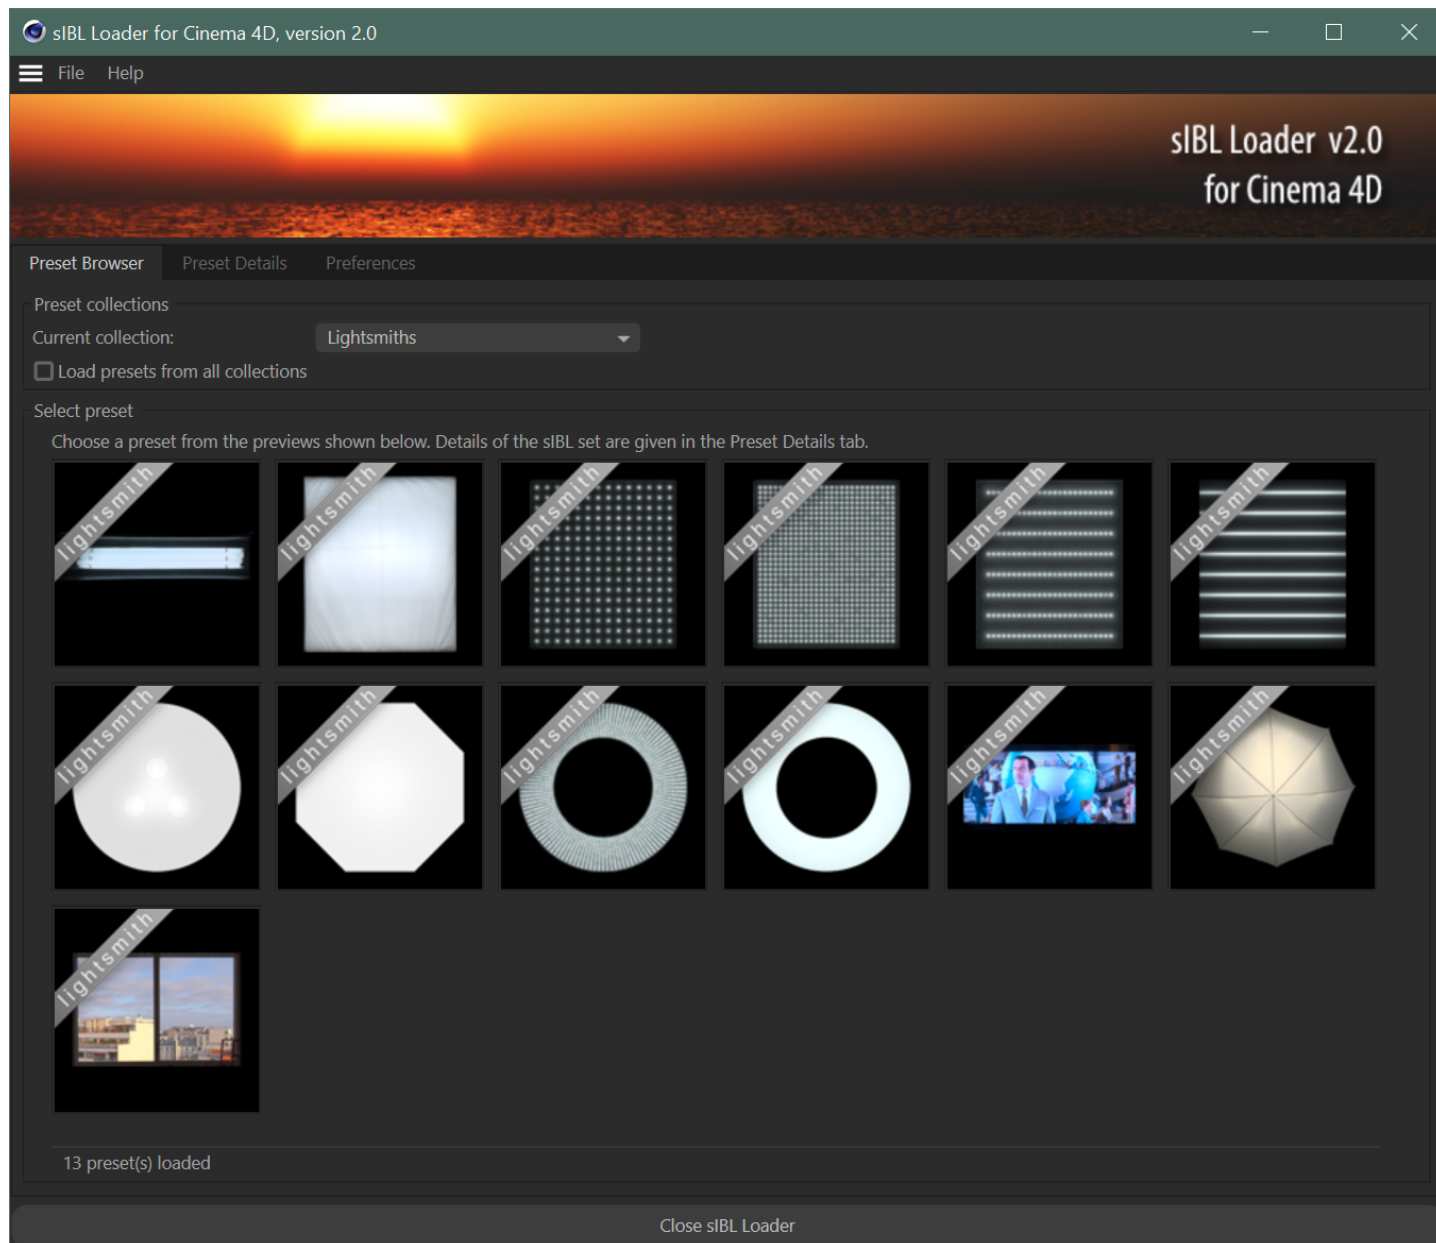 sIBL Loader for Cinema 4D, version 2.0
File Help
sIBL Loader v2.0
for Cinema 4D
Preset Browser Preset Details Preferences
Preset collections
Current collection: Lightsmiths
Load presets from all collections
Select preset
Choose a preset from the previews shown below. Details of the sIBL set are given in the Preset Details tab.
lightsmith lightsmith lightsmith lightsmith lightsmith lightsmith
lightsmith lightsmith lightsmith lightsmith lightsmith lightsmith
lightsmith
13 preset(s) loaded
Close sIBL Loader